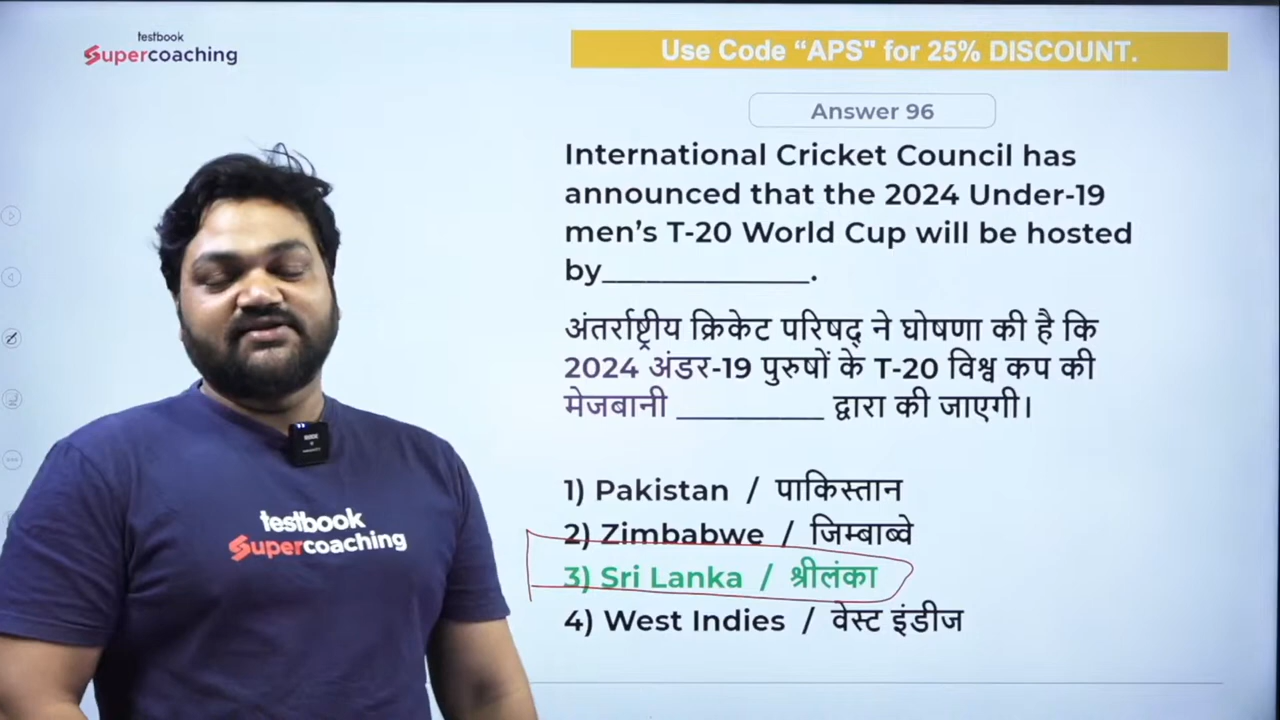 testbook
Supercoaching
Use Code “APS" for 25% DISCOUNT.
Answer 96
International Cricket Council has
announced that the 2024 Under-19
men’s T-20 World Cup will be hosted
by_____________.
अंतर्राष्ट्रीय क्रिकेट परिषद् ने घोषणा की है कि
2024 अंडर-19 पुरुषों के T-20 विश्व कप की
मेजबानी _________ द्वारा की जाएगी।
1) Pakistan / पाकिस्तान
2) Zimbabwe / जिम्बाब्वे
3) Sri Lanka / श्रीलंका
4) West Indies / वेस्ट इंडीज
testbook
Supercoaching